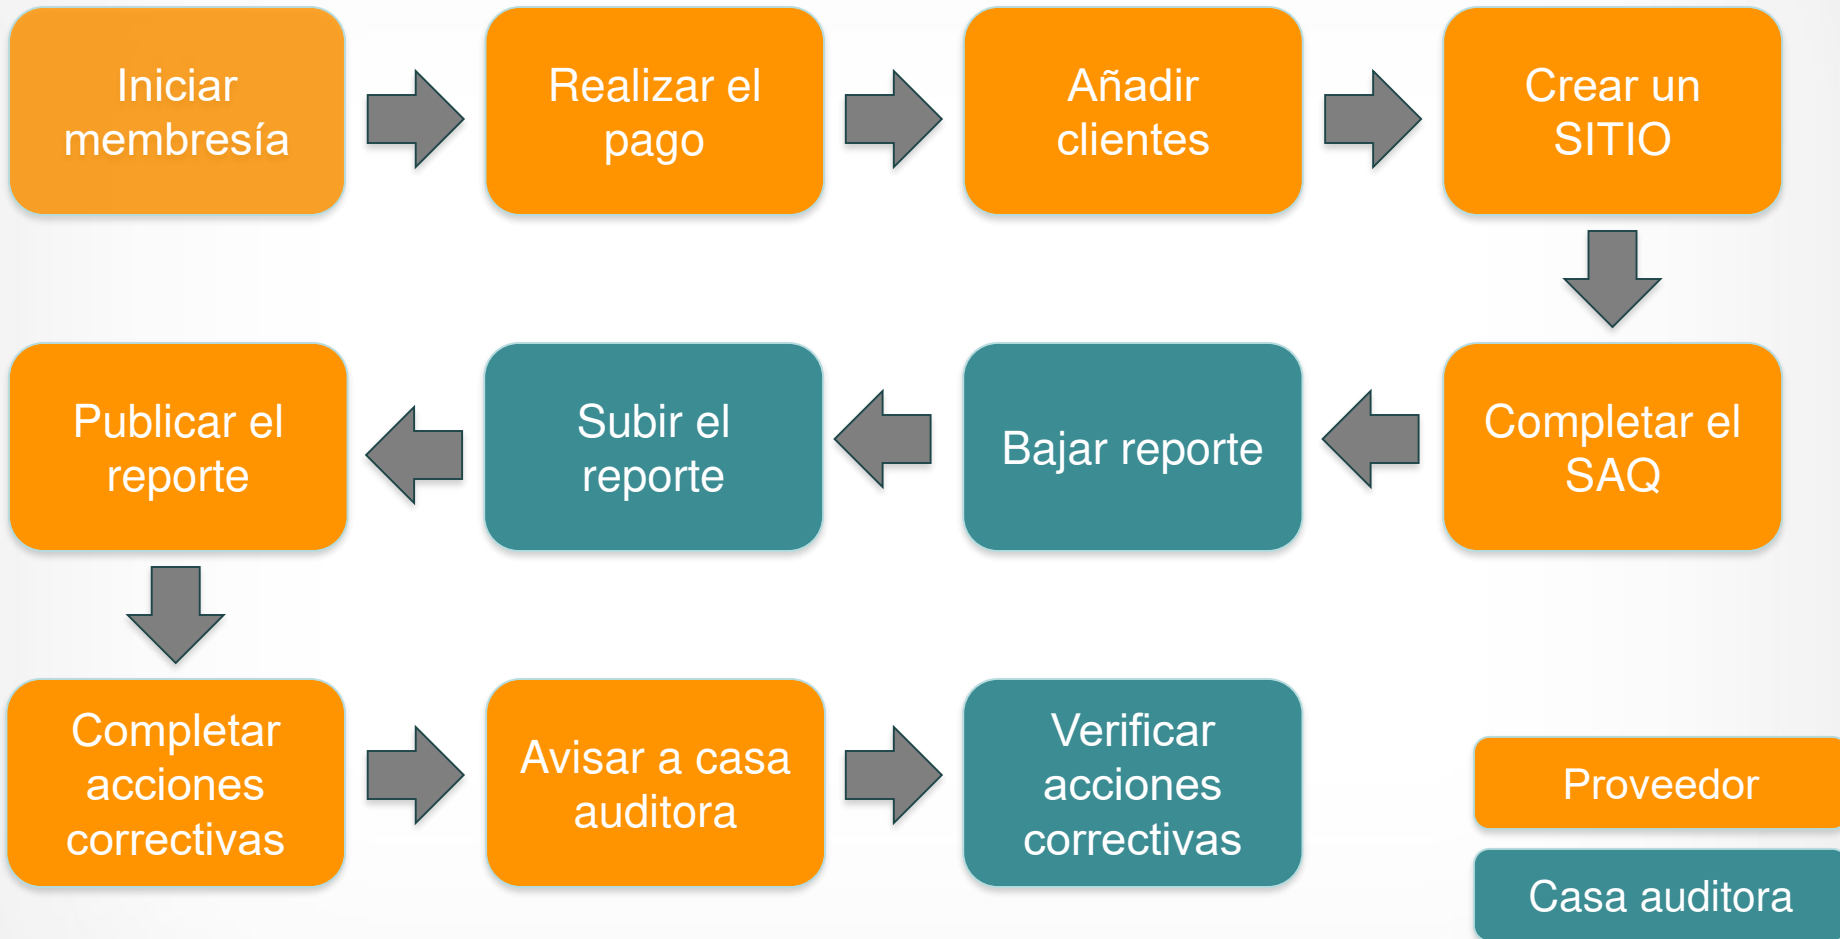 Iniciar
membresía
Realizar el
pago
Añadir
clientes
Crear un
SITIO
Publicar el
reporte
Subir el
reporte
Bajar reporte
Completar el
SAQ
Completar
acciones
correctivas
Avisar a casa
auditora
Verificar
acciones
correctivas
Proveedor
Casa auditora